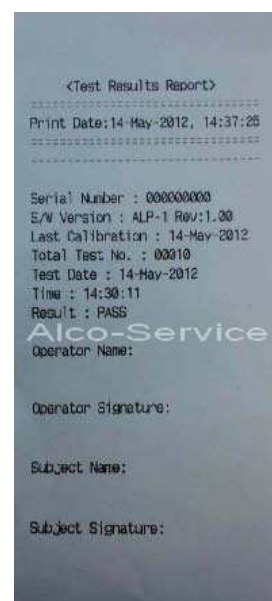 <Test Results Report>
Print Date:14-May-2012, 14:37:26
Serial Number : 000000000
S/W Version : ALP-1 Rev:1.00
Last Calibration : 14-May-2012
Total Test No. : 00010
Test Date : 14-May-2012
Time : 14:30:11
Result : PASS
Alco-Service
Operator Name:
Operator Signature:
Subject Name:
Subject Signature: